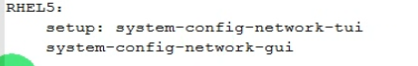 RHEL5:
setup: system-config-network-tui
system-config-network-gui